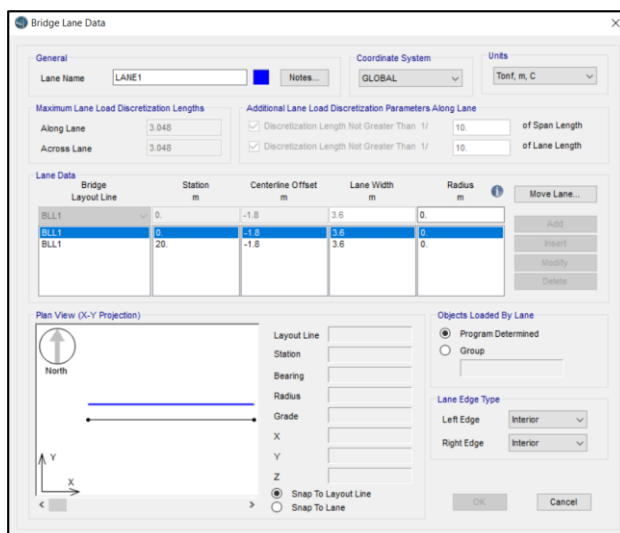 Bridge Lane Data
General
Coordinate System
Units
Lane Name LANE1 Notes... GLOBAL Tonf, m, C
Maximum Lane Load Discretization Lengths
Additional Lane Load Discretization Parameters Along Lane
Along Lane 3.048 Discretization Length Not Greater Than 1/ 10. of Span Length
Across Lane 3.048 Discretization Length Not Greater Than 1/ 10. of Lane Length
Lane Data
Bridge Station Centerline Offset Lane Width Radius
Layout Line m m m m
Move Lane...
BLL1 0. -1.8 3.6 0.
BLL1 0. -1.8 3.6 0.
BLL1 20. -1.8 3.6 0.
Add
Insert
Modify
Delete
Plan View (X-Y Projection)
North
Y
X
Layout Line
Station
Bearing
Radius
Grade
X
Y
Z
Snap To Layout Line
Snap To Lane
Objects Loaded By Lane
Program Determined
Group
Lane Edge Type
Left Edge Interior
Right Edge Interior
OK Cancel